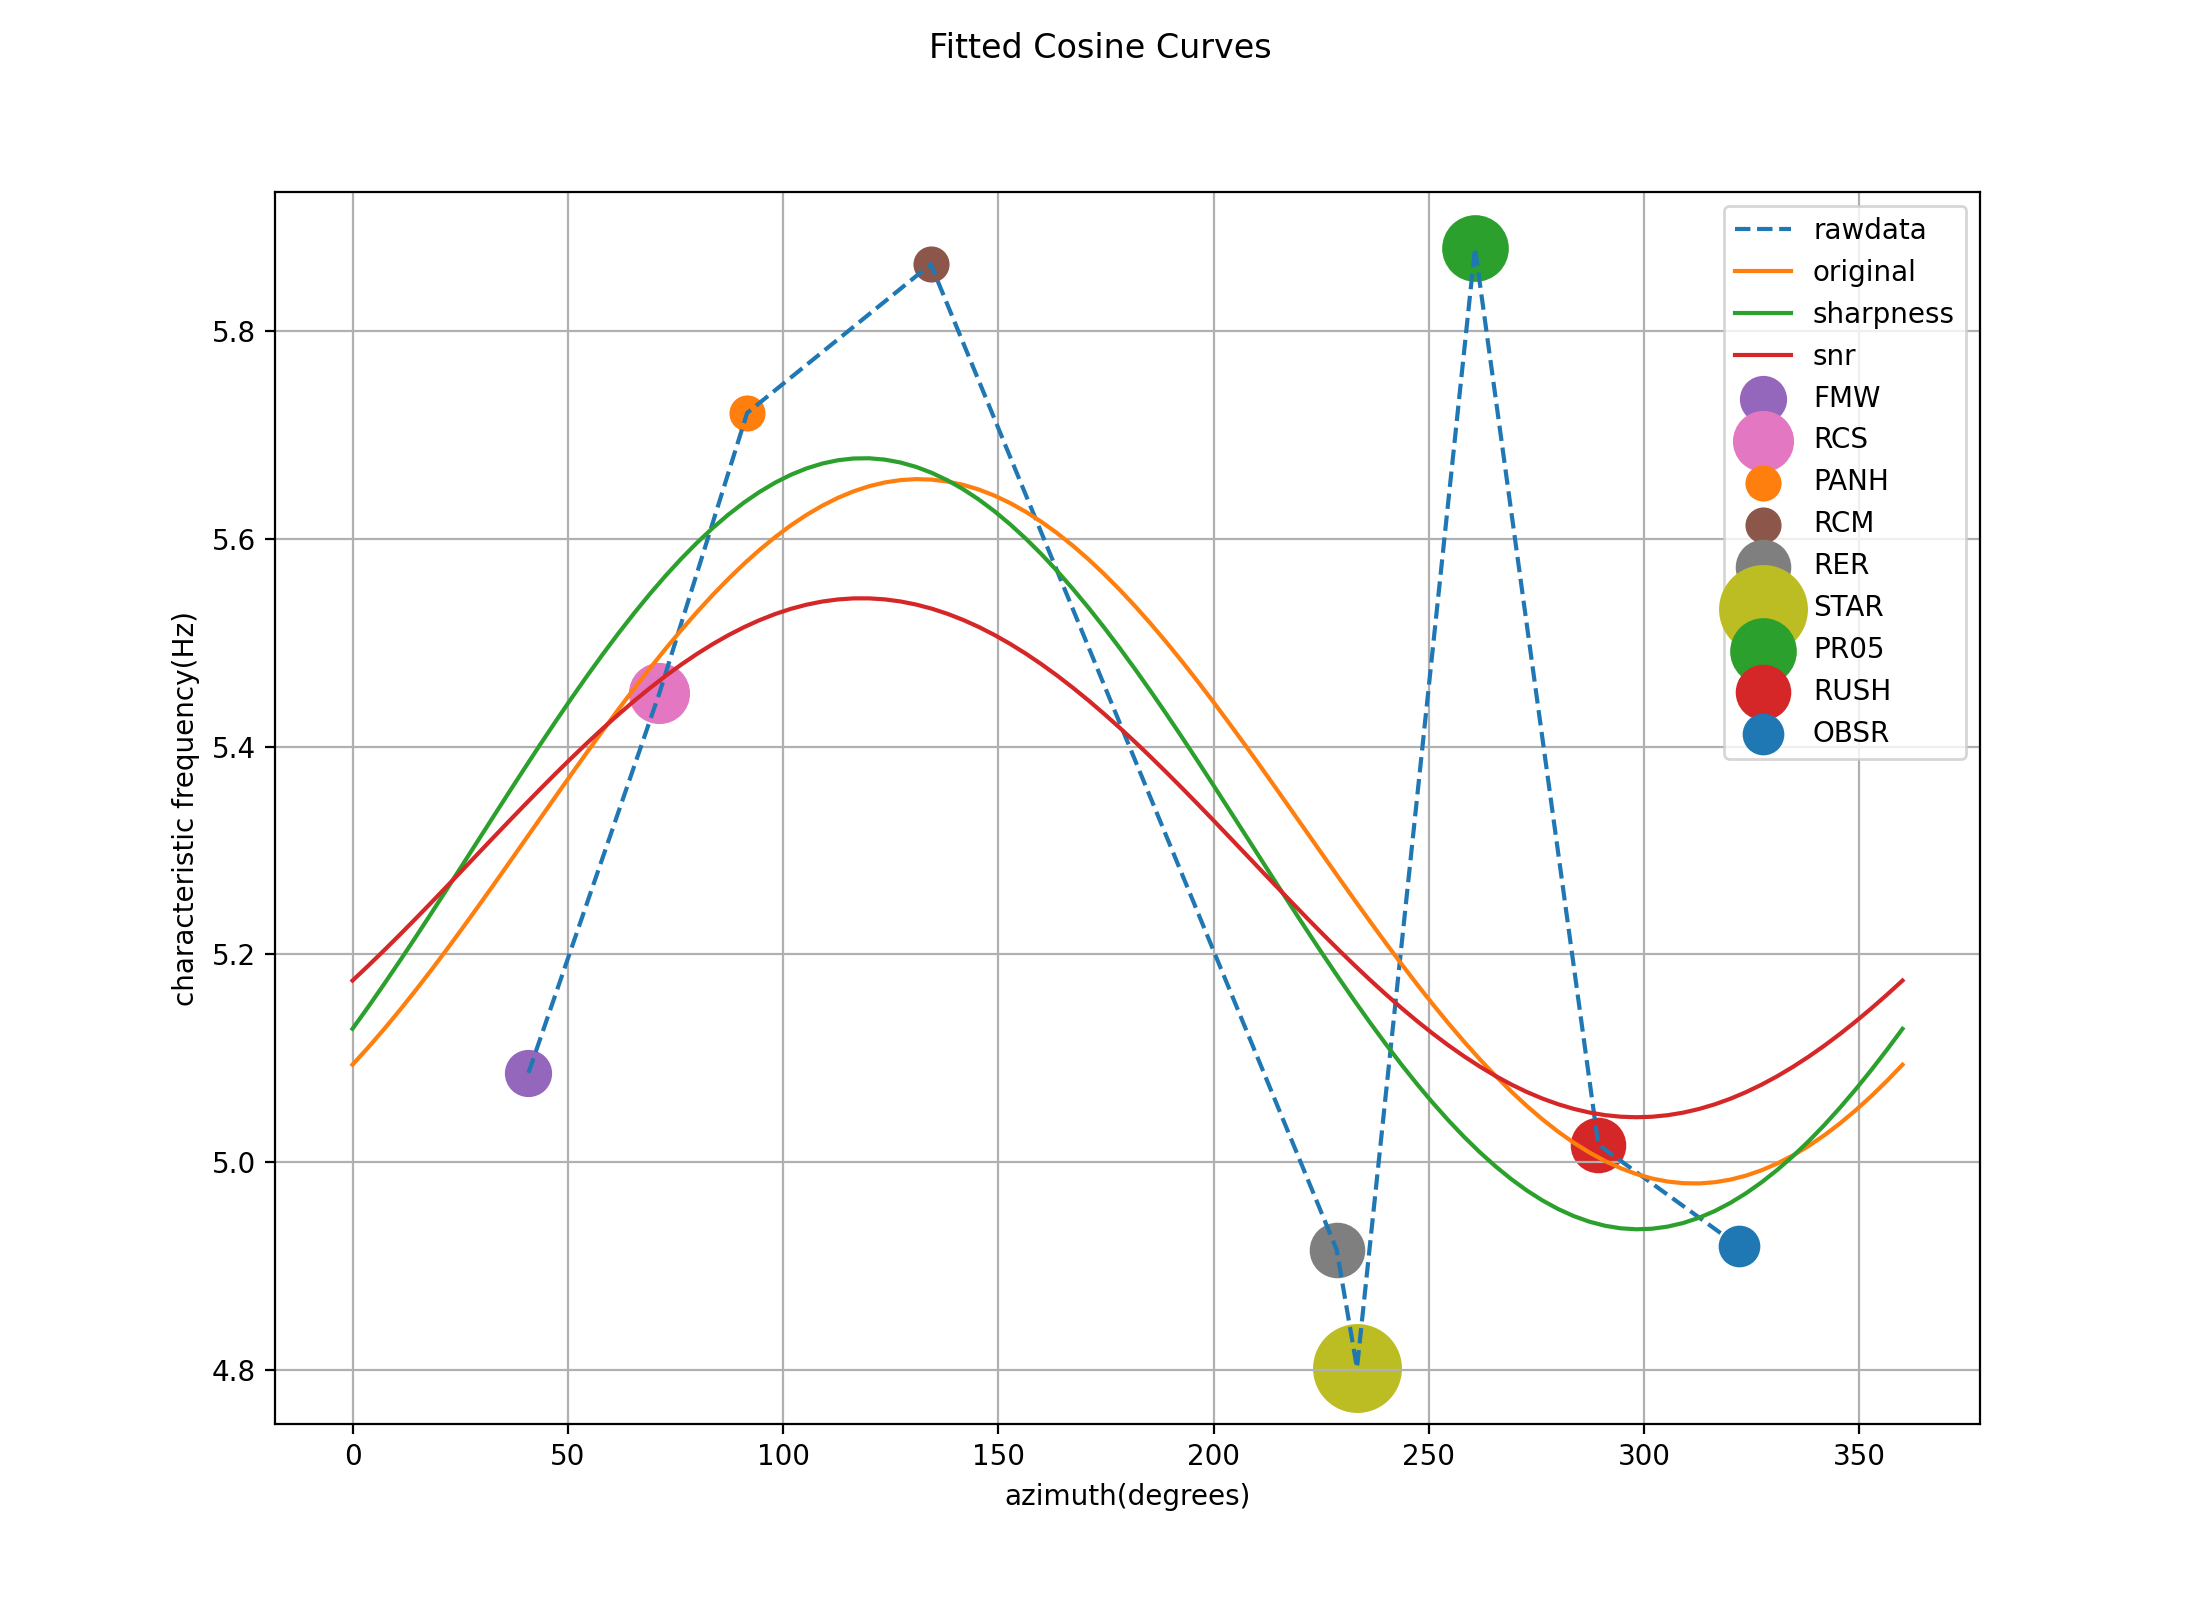 Fitted Cosine Curves
rawdata
original
sharpness
snr
FMW
RCS
PANH
RCM
RER
STAR
PR05
RUSH
OBSR
characteristic frequency(Hz)
5.8
5.6
5.4
5.2
5.0
4.8
0 50 100 150 200 250 300 350
azimuth(degrees)